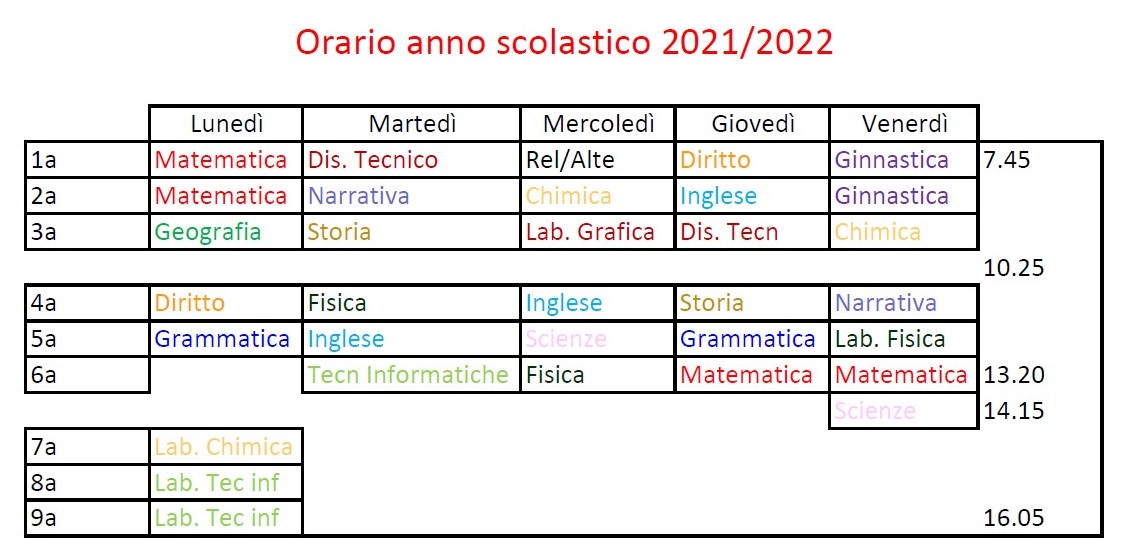 Orario anno scolastico 2021/2022
Lunedì Martedì Mercoledì Giovedì Venerdì
1a Matematica Dis. Tecnico Rel/Alte Diritto Ginnastica 7.45
2a Matematica Narrativa Chimica Inglese Ginnastica
3a Geografia Storia Lab. Grafica Dis. Tecn Chimica
10.25
4a Diritto Fisica Inglese Storia Narrativa
5a Grammatica Inglese Scienze Grammatica Lab. Fisica
6a Tecn Informatiche Fisica Matematica Matematica 13.20
Scienze 14.15
7a Lab. Chimica
8a Lab. Tec inf
9a Lab. Tec inf 16.05